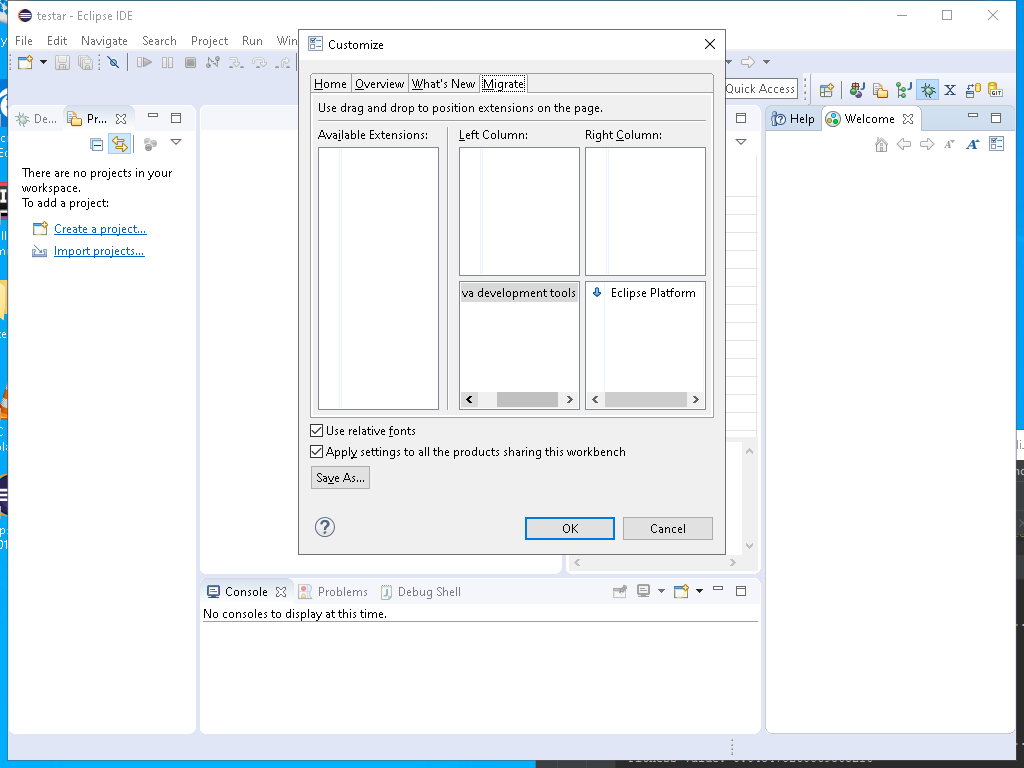 testar - Eclipse IDE
File Edit Navigate Search Project Run Win
Customize
Home Overview What's New Migrate
Use drag and drop to position extensions on the page.
Available Extensions: Left Column: Right Column:
va development tools
Eclipse Platform
Use relative fonts
Apply settings to all the products sharing this workbench
Save As...
OK Cancel
Quick Access
De... Pr...
There are no projects in your
workspace.
To add a project:
Create a project...
Import projects...
Help Welcome
Console Problems Debug Shell
No consoles to display at this time.